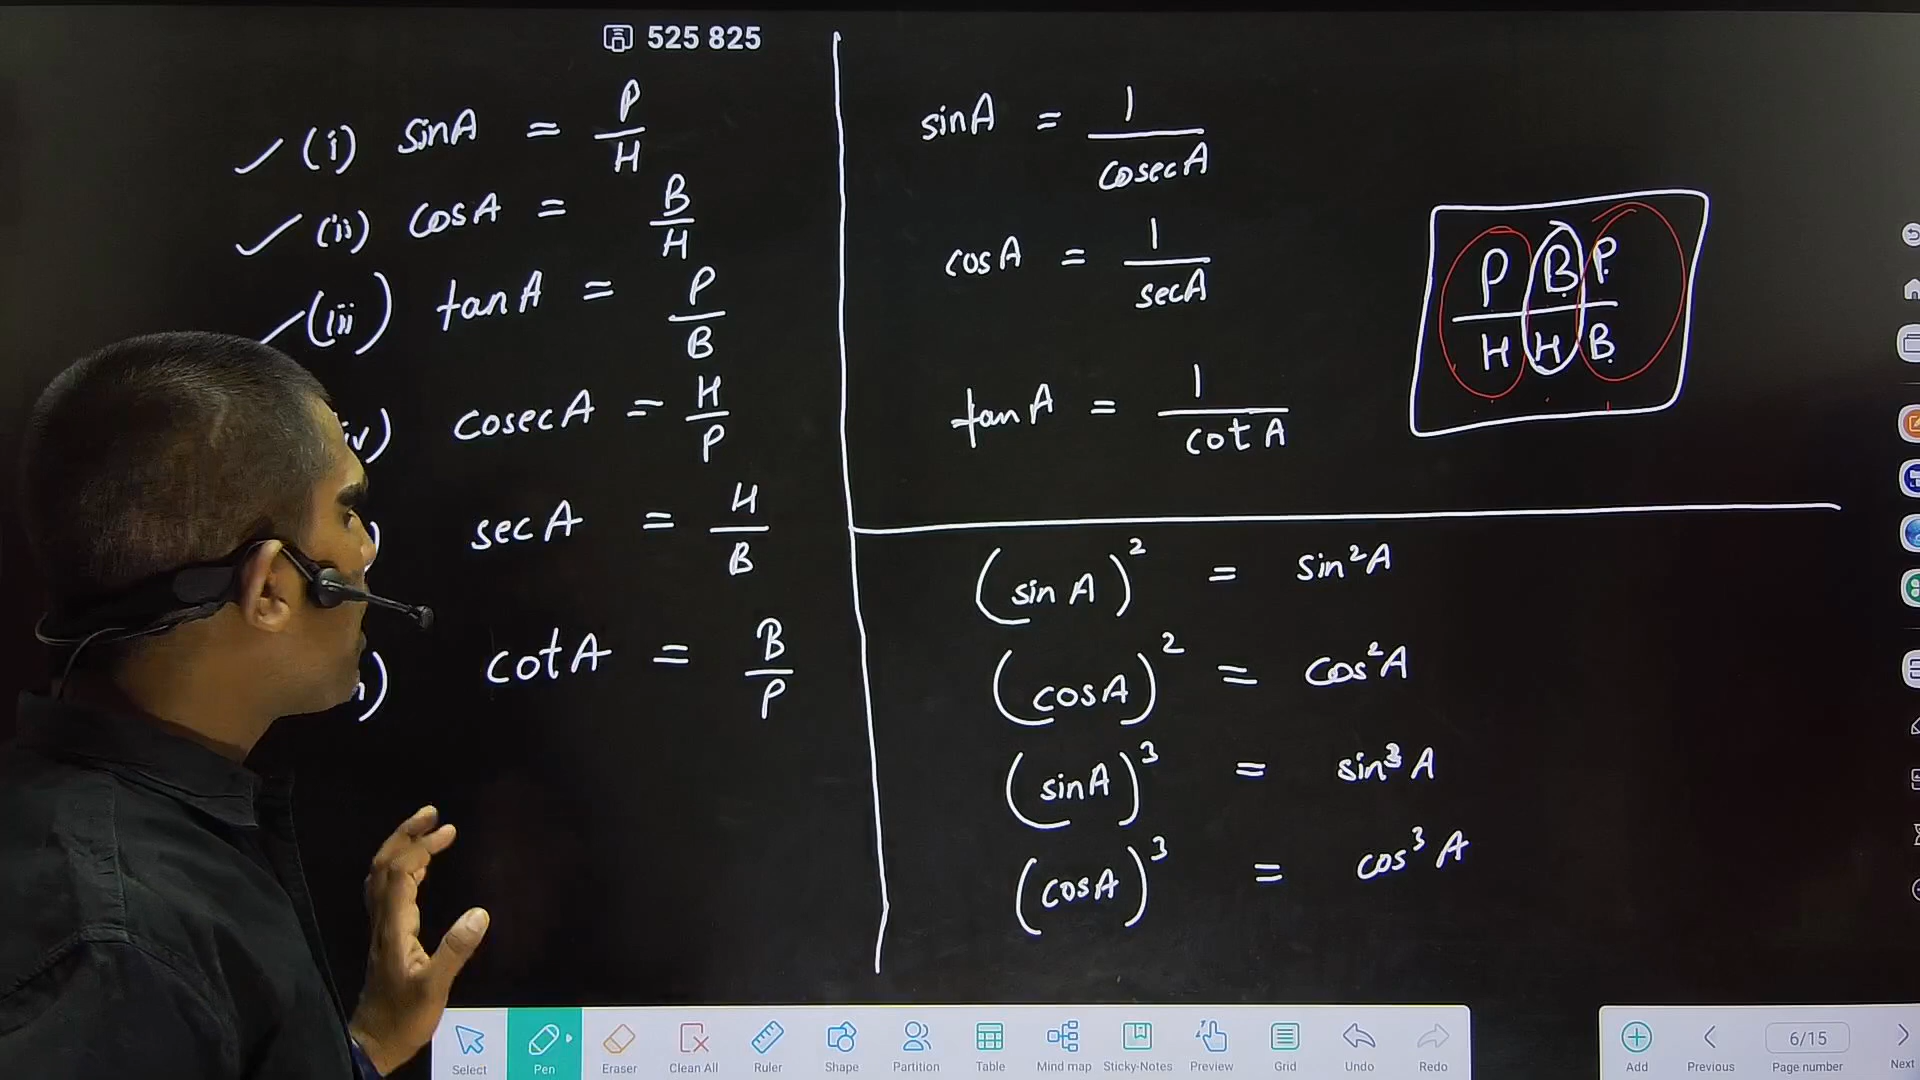 525 825
(i) sinA = P/H
(ii) cosA = B/H
(iii) tanA = P/B
iv) cosecA = H/P
) secA = H/B
) cotA = B/P
sinA = 1/cosecA
cosA = 1/secA
tanA = 1/cotA
P B P
H H B
(sinA)² = sin²A
(cosA)² = cos²A
(sinA)³ = sin³A
(cosA)³ = cos³A
Select Pen Eraser Clean All Ruler Shape Partition Table Mind map Sticky-Notes Preview Grid Undo Redo
Add Previous 6/15 Page number Next